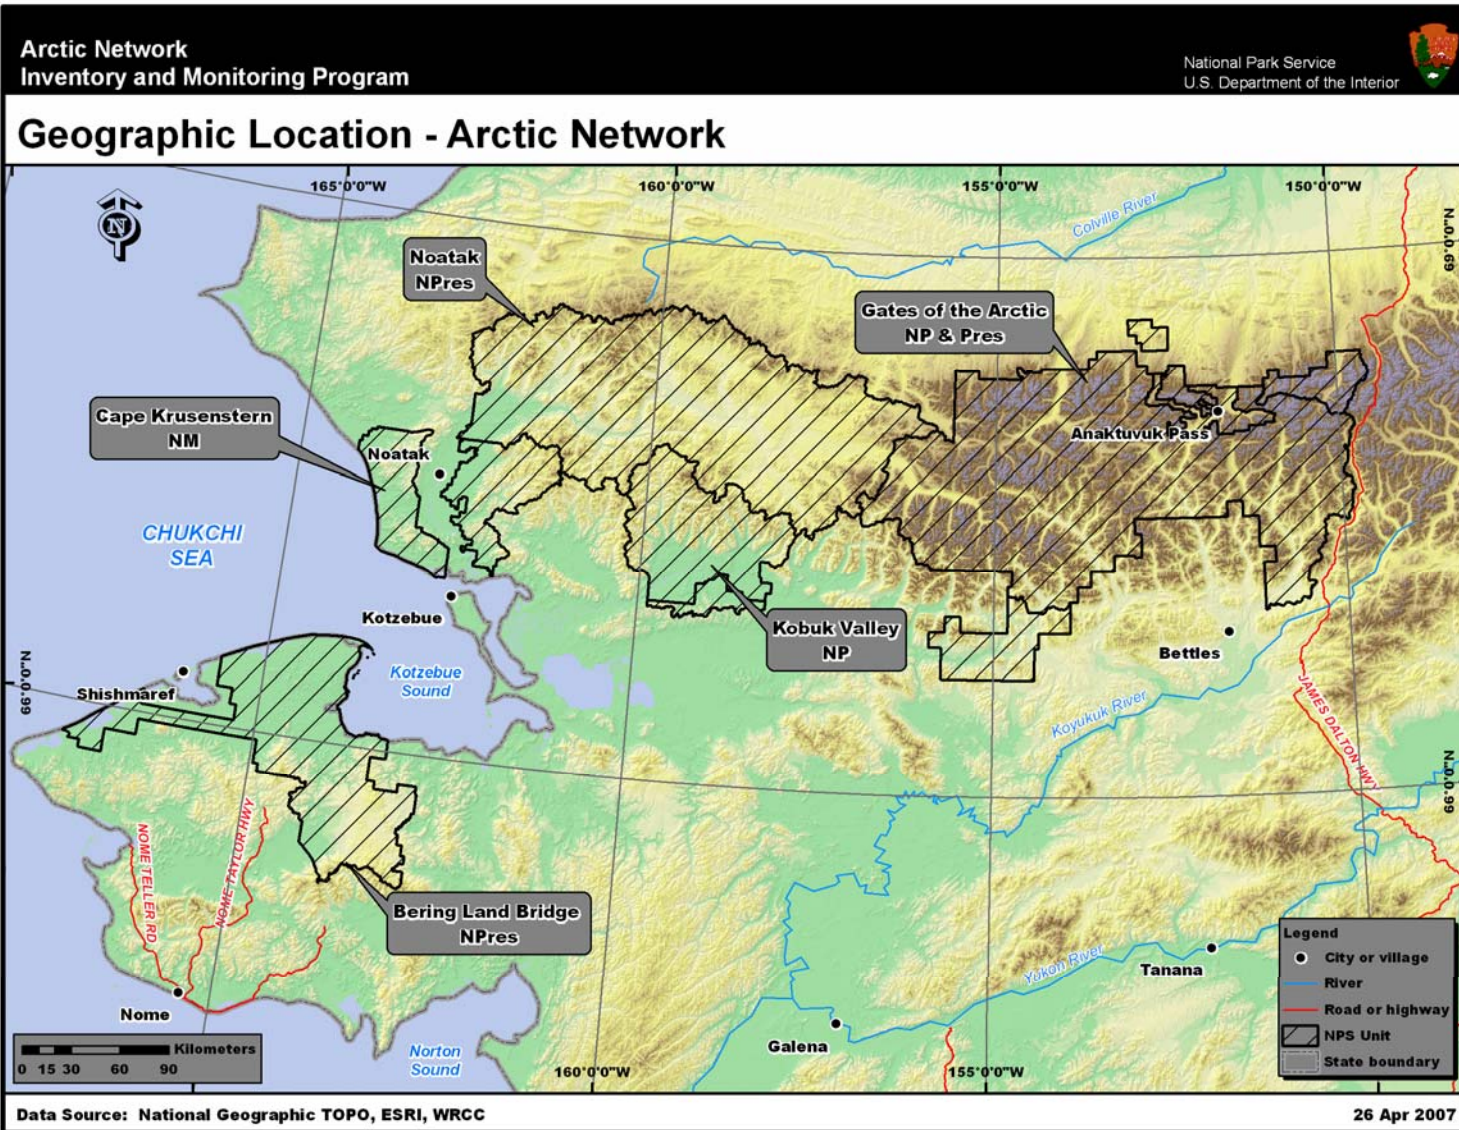 Arctic Network
Inventory and Monitoring Program
National Park Service
U.S. Department of the Interior
Geographic Location - Arctic Network
165°0'0"W
160°0'0"W
155°0'0"W
150°0'0"W
N
Colville River
69°0'0"N
Noatak
NPres
Gates of the Arctic
NP & Pres
Cape Krusenstern
NM
Noatak
Anaktuvuk Pass
CHUKCHI
SEA
Kotzebue
Kobuk Valley
NP
Bettles
Kotzebue
Sound
Shishmaref
66°0'0"N
Koyukuk River
JAMES DALTON HWY
66°0'0"N
NOME TELLER RD
NOME TAYLOR HWY
Bering Land Bridge
NPres
Yukon River
Tanana
Nome
Galena
Norton
Sound
160°0'0"W
155°0'0"W
Kilometers
0 15 30 60 90
Legend
City or village
River
Road or highway
NPS Unit
State boundary
Data Source: National Geographic TOPO, ESRI, WRCC
26 Apr 2007